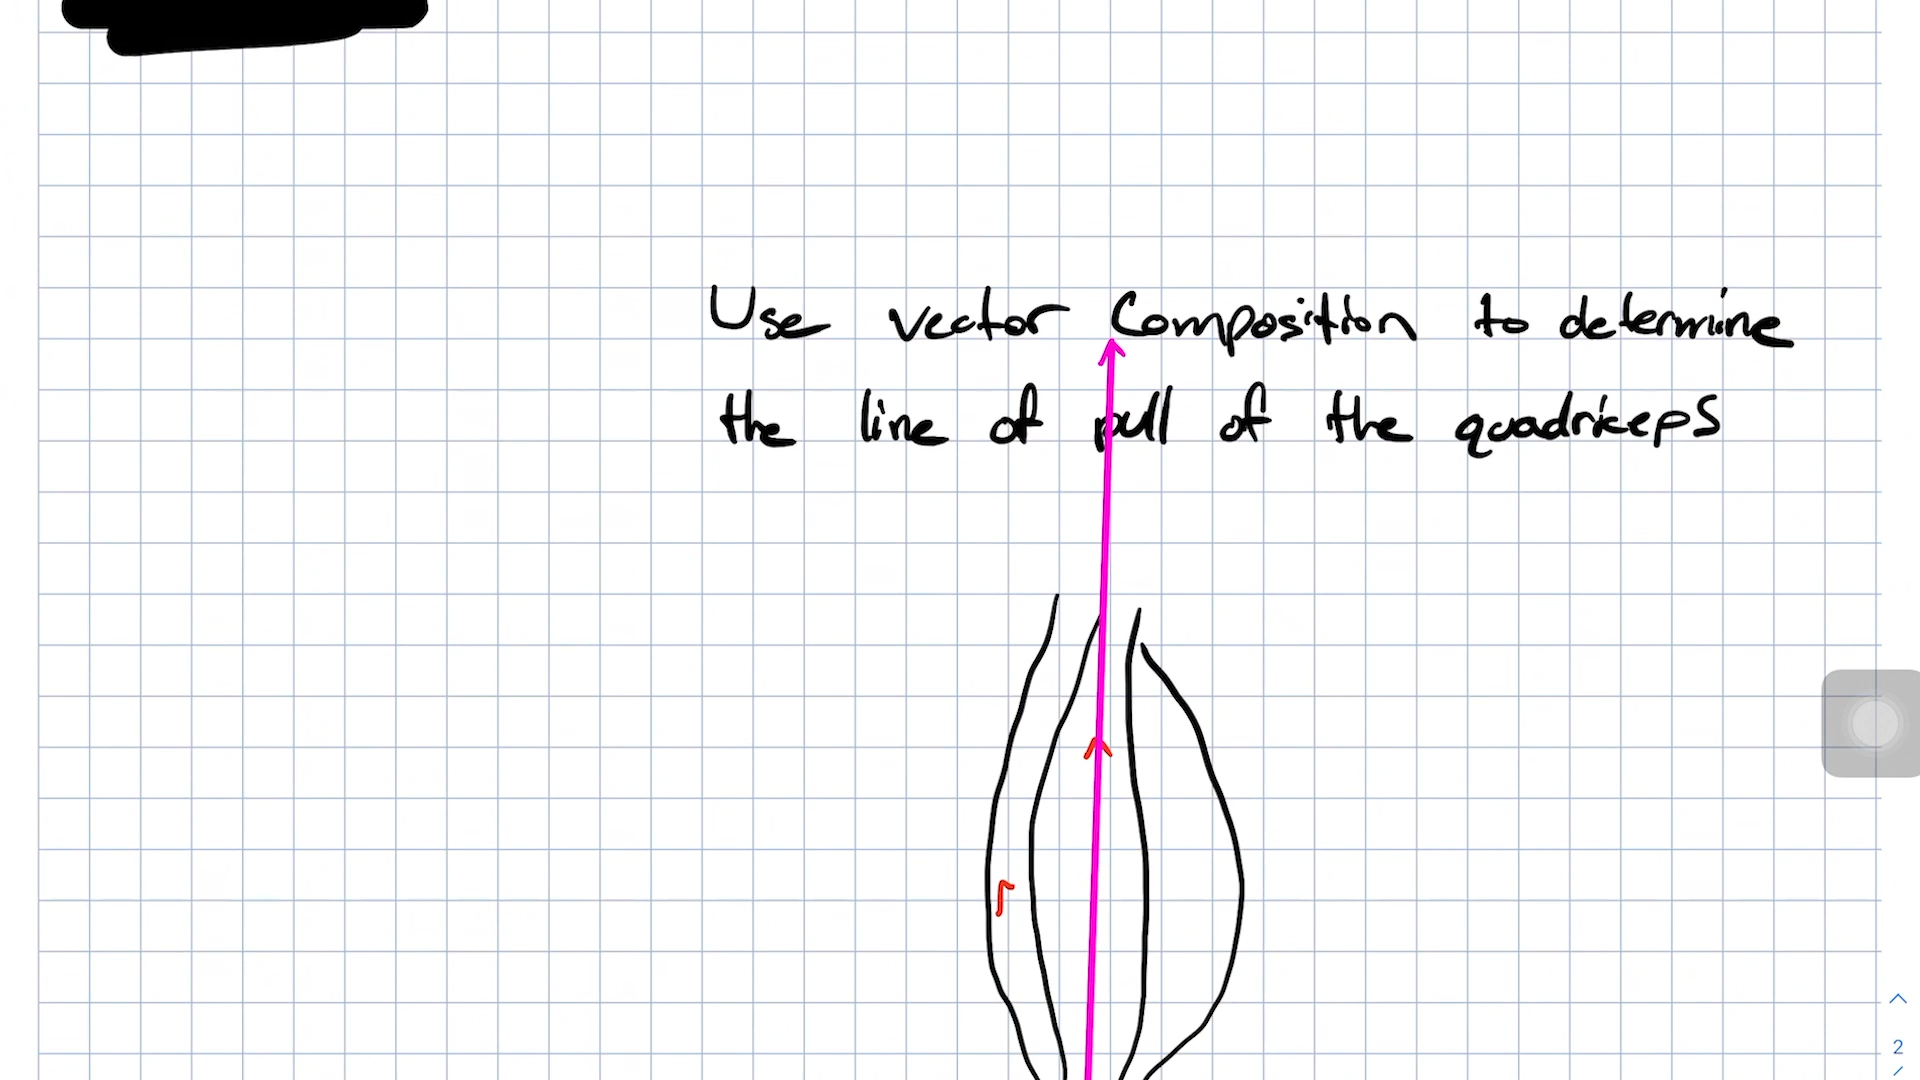 Use vector Composition to determine
the line of pull of the quadriceps
2